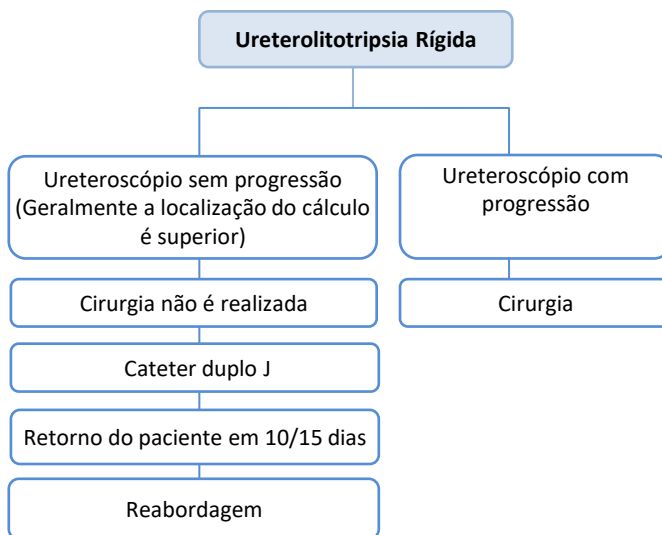 Ureterolitotripsia Rígida
Ureteroscópio sem progressão
(Geralmente a localização do cálculo
é superior)
Ureteroscópio com
progressão
Cirurgia não é realizada
Cirurgia
Cateter duplo J
Retorno do paciente em 10/15 dias
Reabordagem